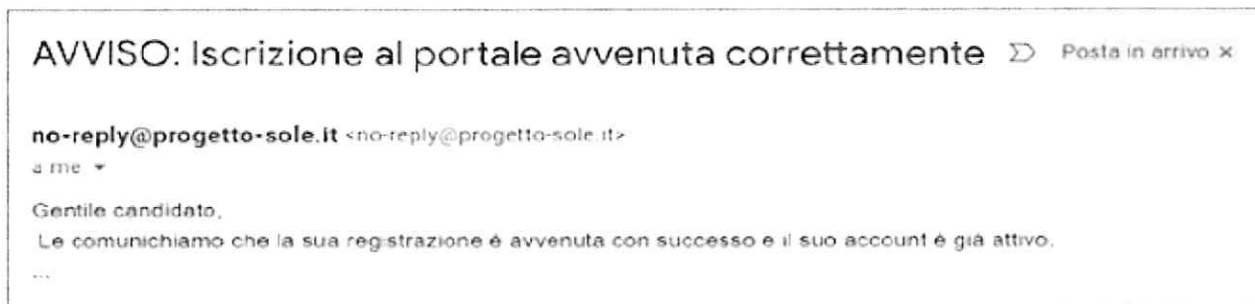 AVVISO: Iscrizione al portale avvenuta correttamente Posta in arrivo ×
no-reply@progetto-sole.it <no-reply@progetto-sole.it>
a me
Gentile candidato,
Le comunichiamo che la sua registrazione è avvenuta con successo e il suo account è già attivo.
...